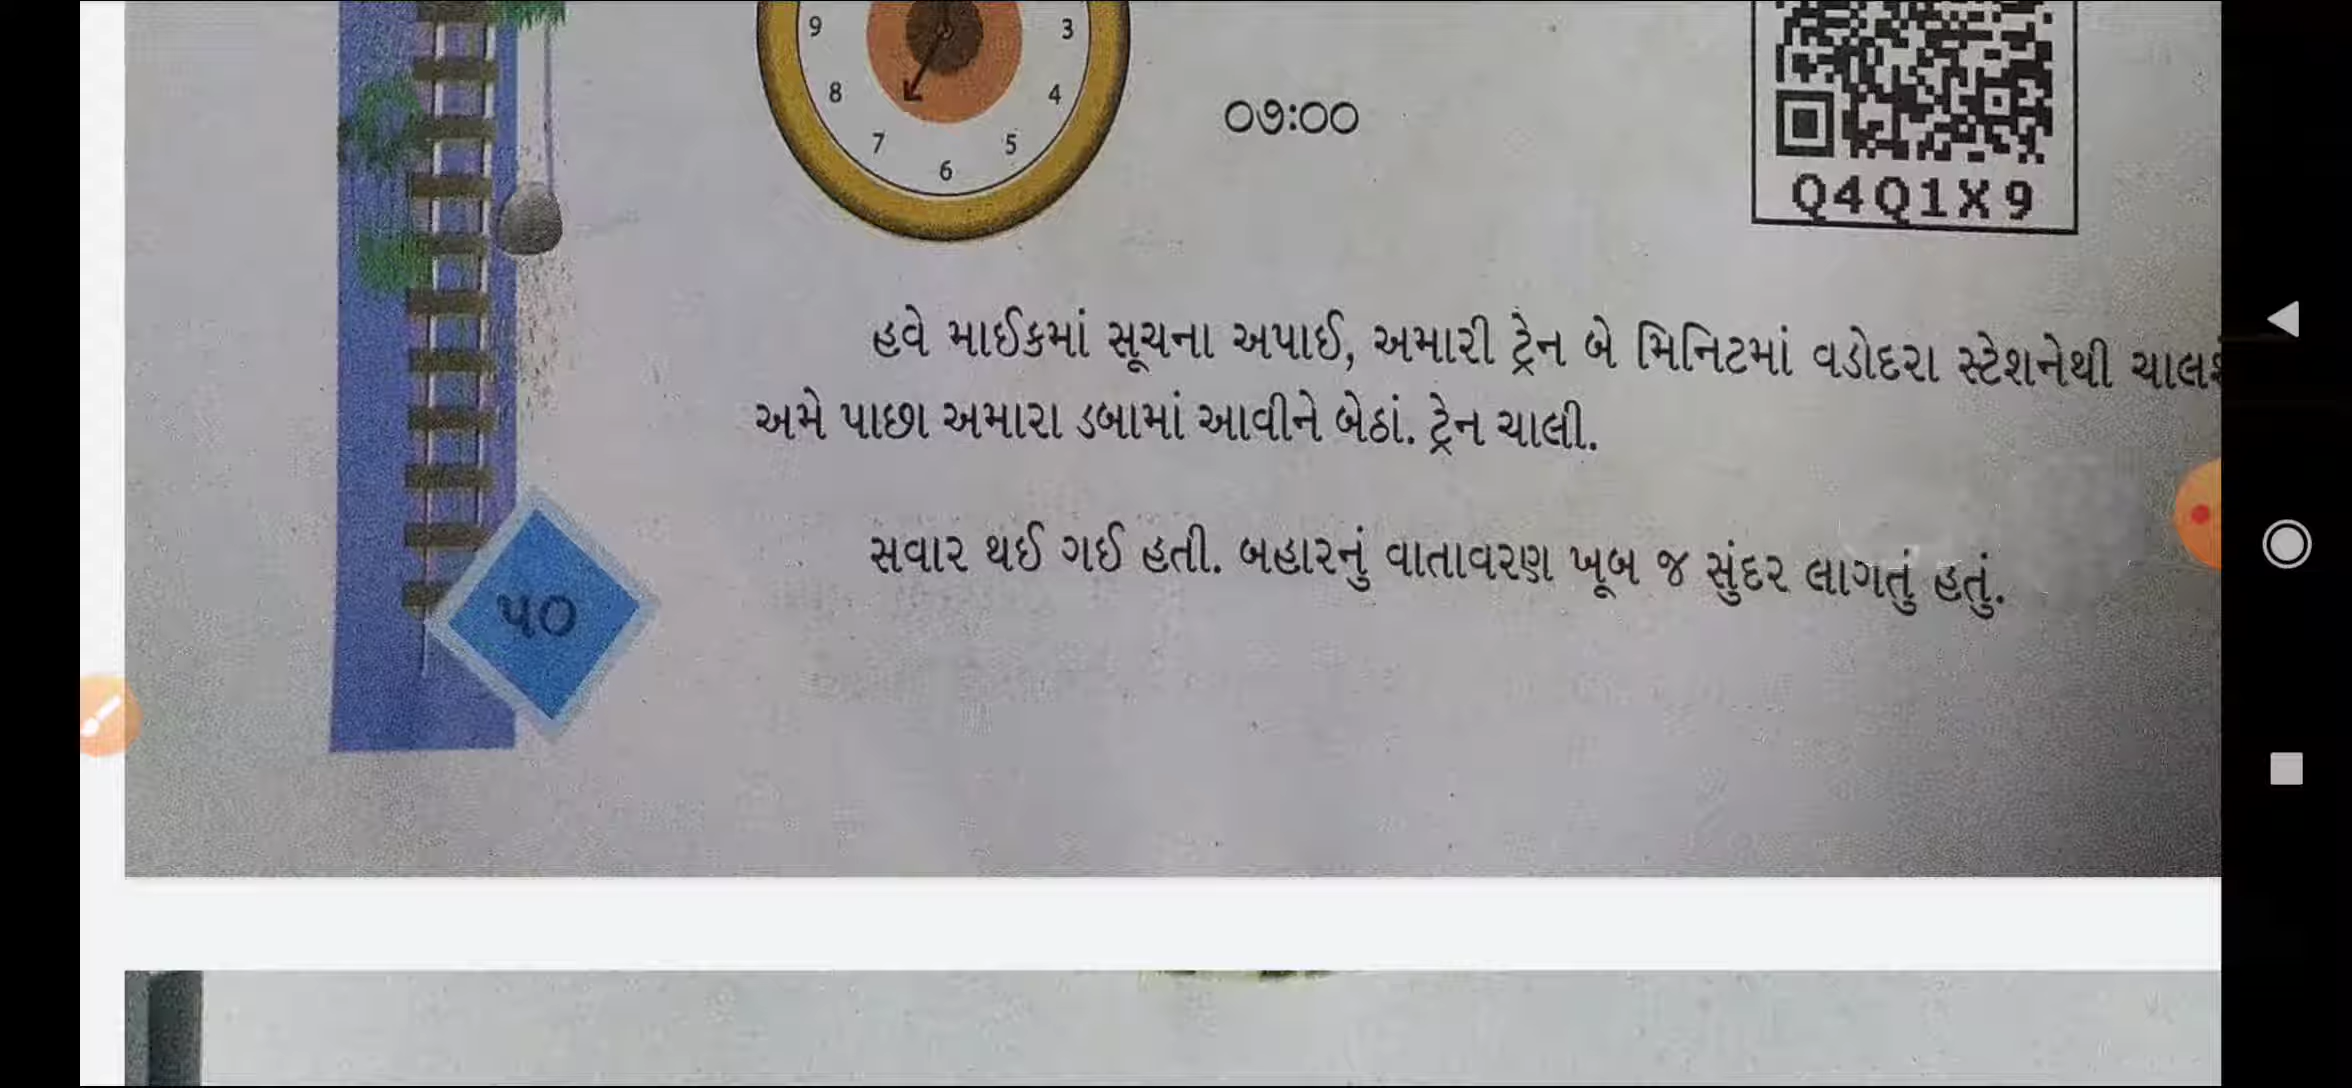 9
3
8
4
7
5
6
૦૭:૦૦
Q4Q1X9
હવે માઈકમાં સૂચના અપાઈ, અમારી ટ્રેન બે મિનિટમાં વડોદરા સ્ટેશનેથી
અમે પાછા અમારા ડબામાં આવીને બેઠાં. ટ્રેન ચાલી.
સવાર થઈ ગઈ હતી. બહારનું વાતાવરણ ખૂબ જ સુંદર લાગતું હતું.
૫૦